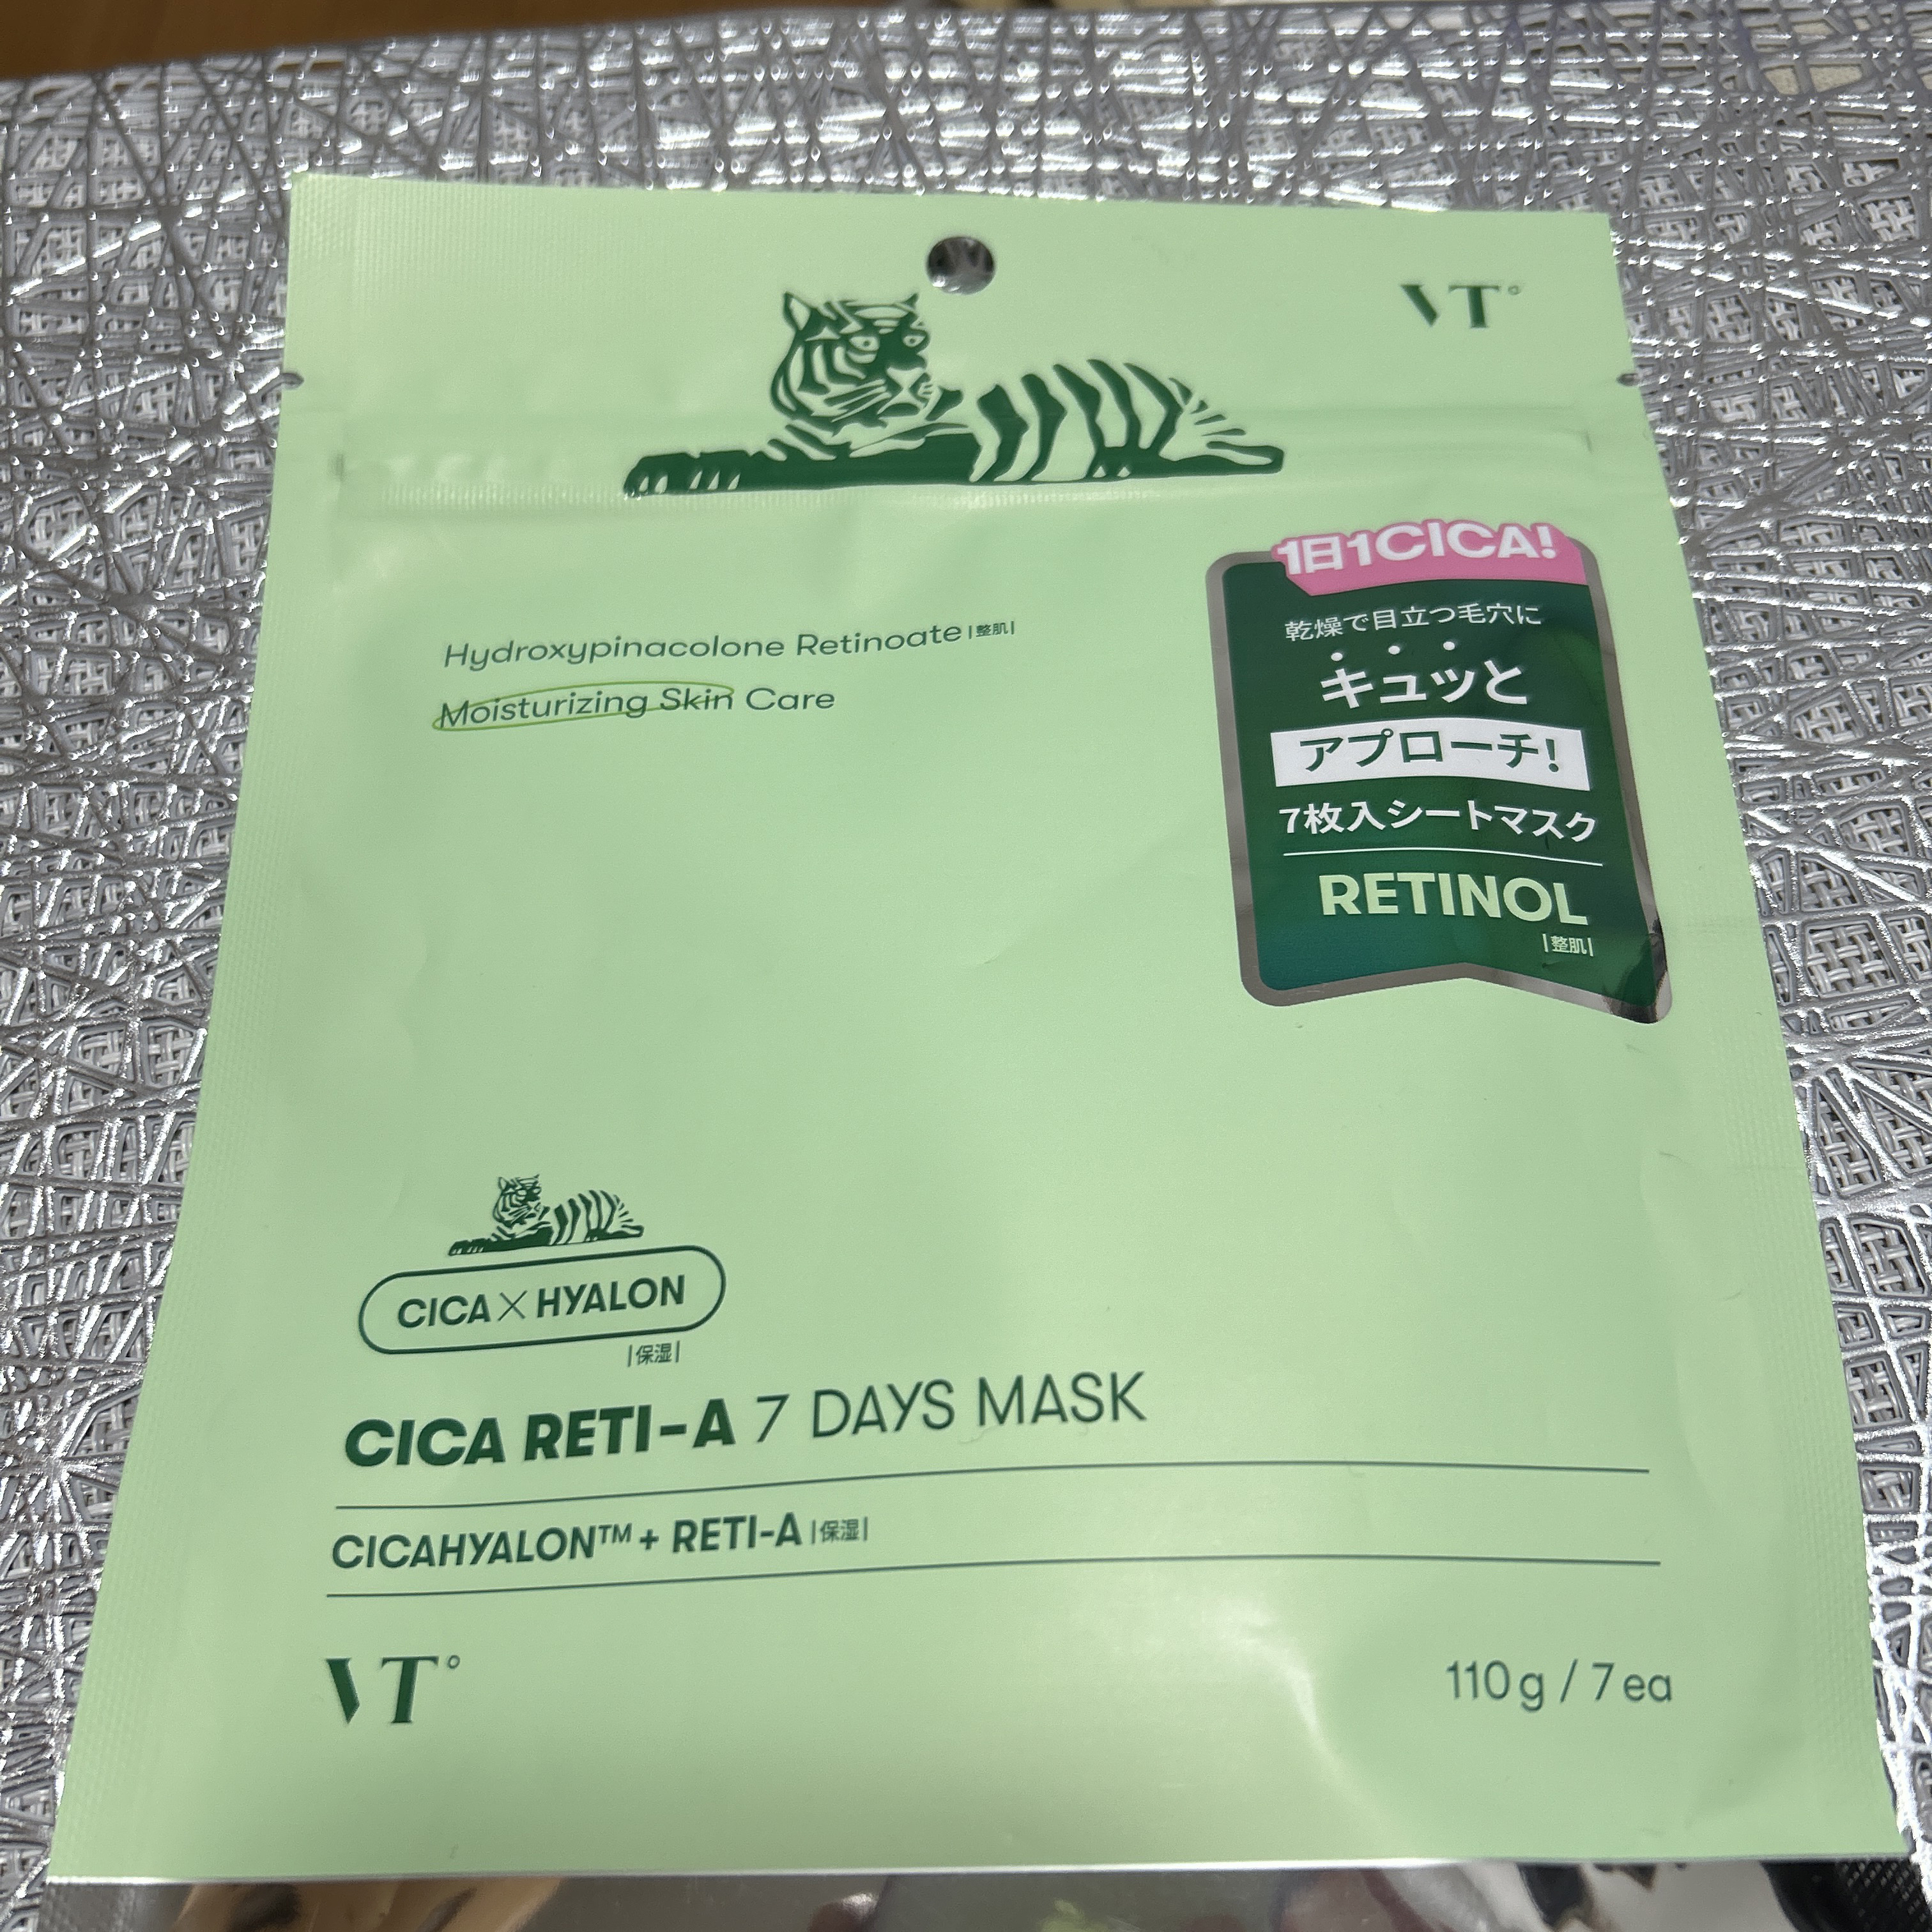 VT
Hydroxypinacolone Retinoate|整肌|
Moisturizing Skin Care
1日1CICA!
乾燥で目立つ毛穴に
キュッと
アプローチ!
7枚入シートマスク
RETINOL
|整肌|
CICA×HYALON
|保湿|
CICA RETI-A 7 DAYS MASK
CICAHYALON™ + RETI-A |保湿|
VT
110g / 7ea